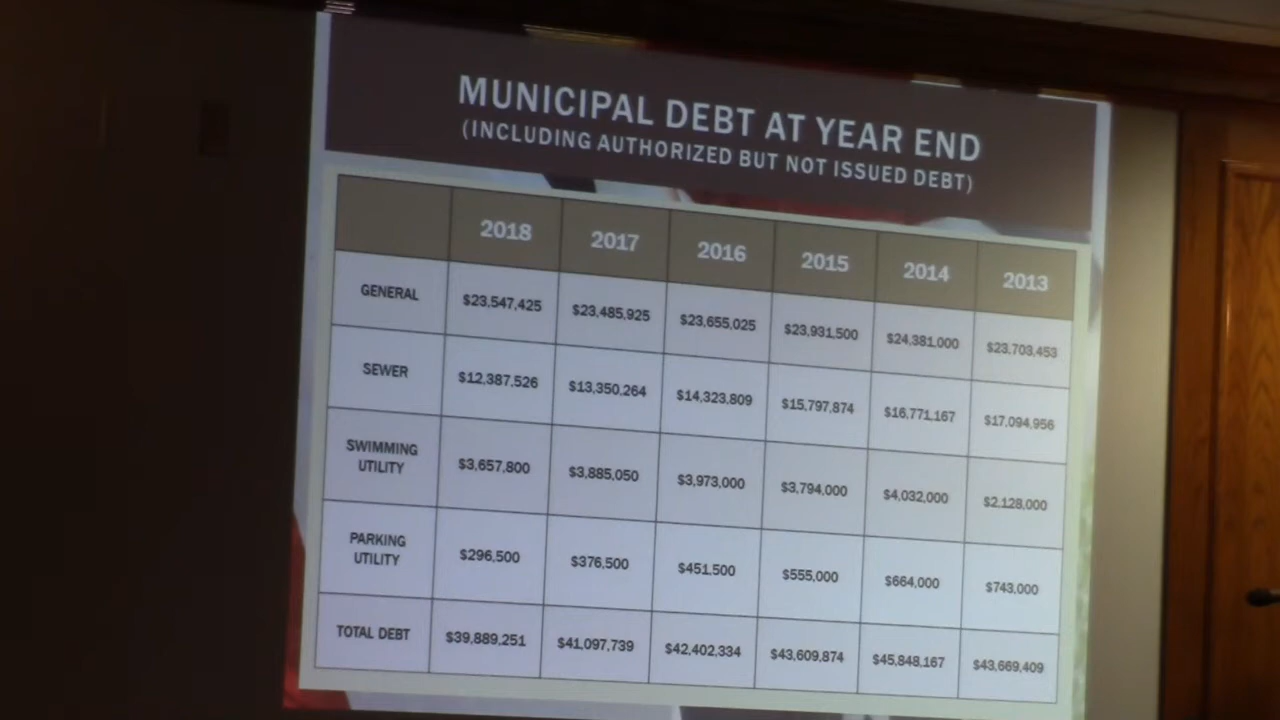 MUNICIPAL DEBT AT YEAR END
(INCLUDING AUTHORIZED BUT NOT ISSUED DEBT)
2018 2017 2016 2015 2014 2013
GENERAL $23,547,425 $23,485,925 $23,655,025 $23,931,500 $24,381,000 $23,703,453
SEWER $12,387,526 $13,350,264 $14,323,809 $15,797,874 $16,771,167 $17,094,956
SWIMMING
UTILITY $3,657,800 $3,885,050 $3,973,000 $3,794,000 $4,032,000 $2,128,000
PARKING
UTILITY $296,500 $376,500 $451,500 $555,000 $664,000 $743,000
TOTAL DEBT $39,889,251 $41,097,739 $42,402,334 $43,609,874 $45,848,167 $43,669,409